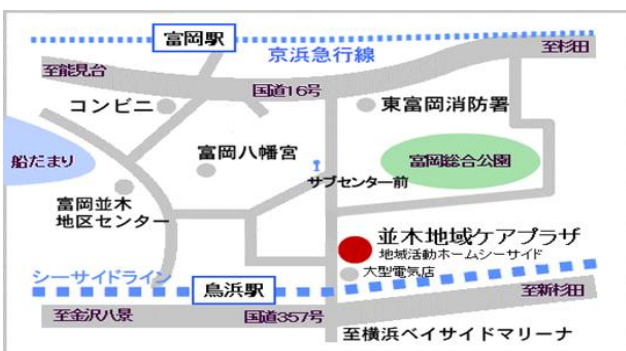 富岡駅
京浜急行線
至杉田
至能見台
国道16号
コンビニ
東富岡消防署
船だまり
富岡八幡宮
富岡総合公園
サブセンター前
富岡並木
地区センター
並木地域ケアプラザ
地域活動ホームシーサイド
大型電気店
シーサイドライン
鳥浜駅
至新杉田
至金沢八景
国道357号
至横浜ベイサイドマリーナ